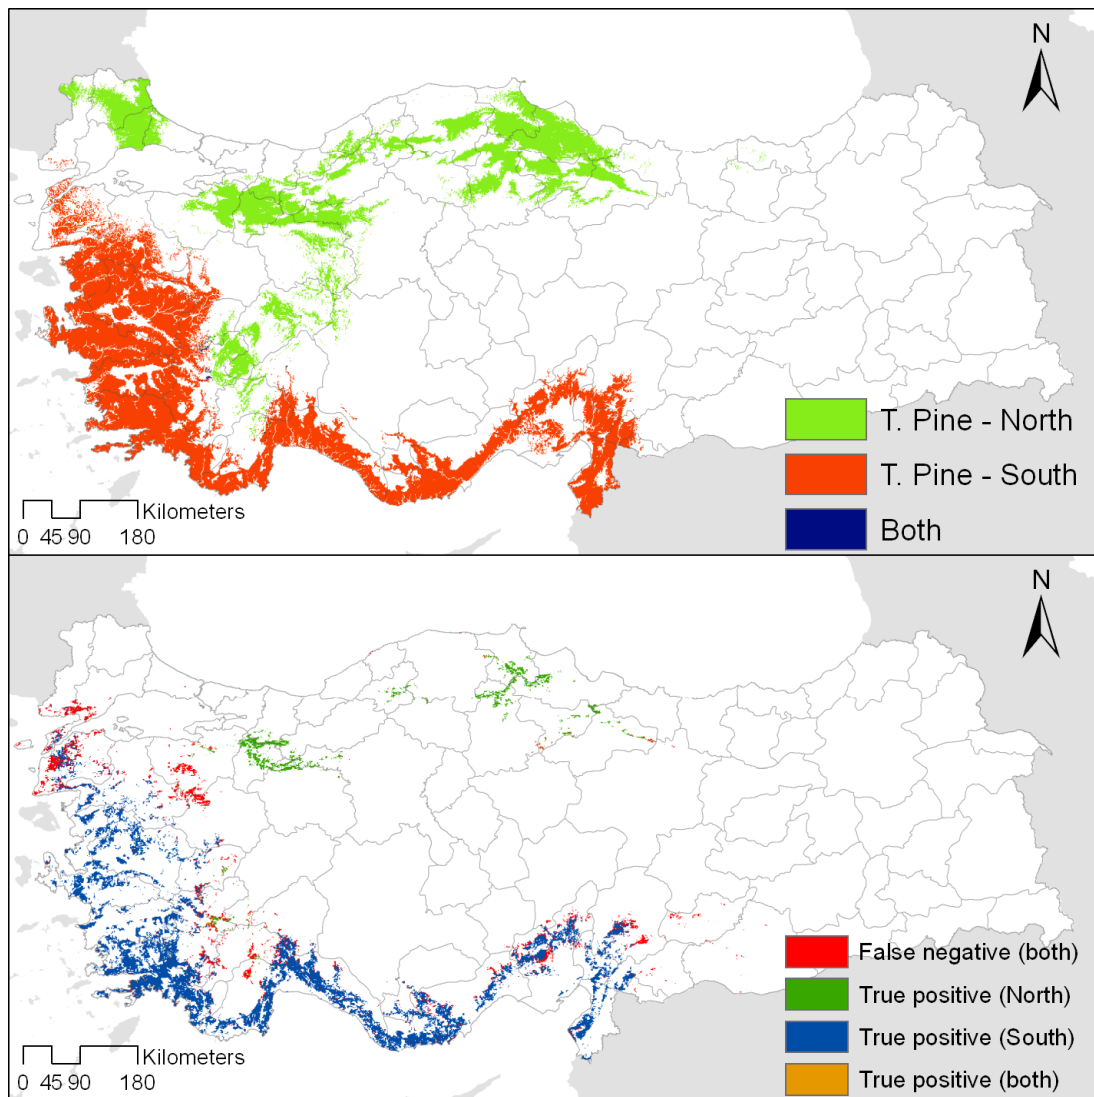 N
T. Pine - North
T. Pine - South
Both
Kilometers
0 45 90 180
N
False negative (both)
True positive (North)
True positive (South)
True positive (both)
Kilometers
0 45 90 180